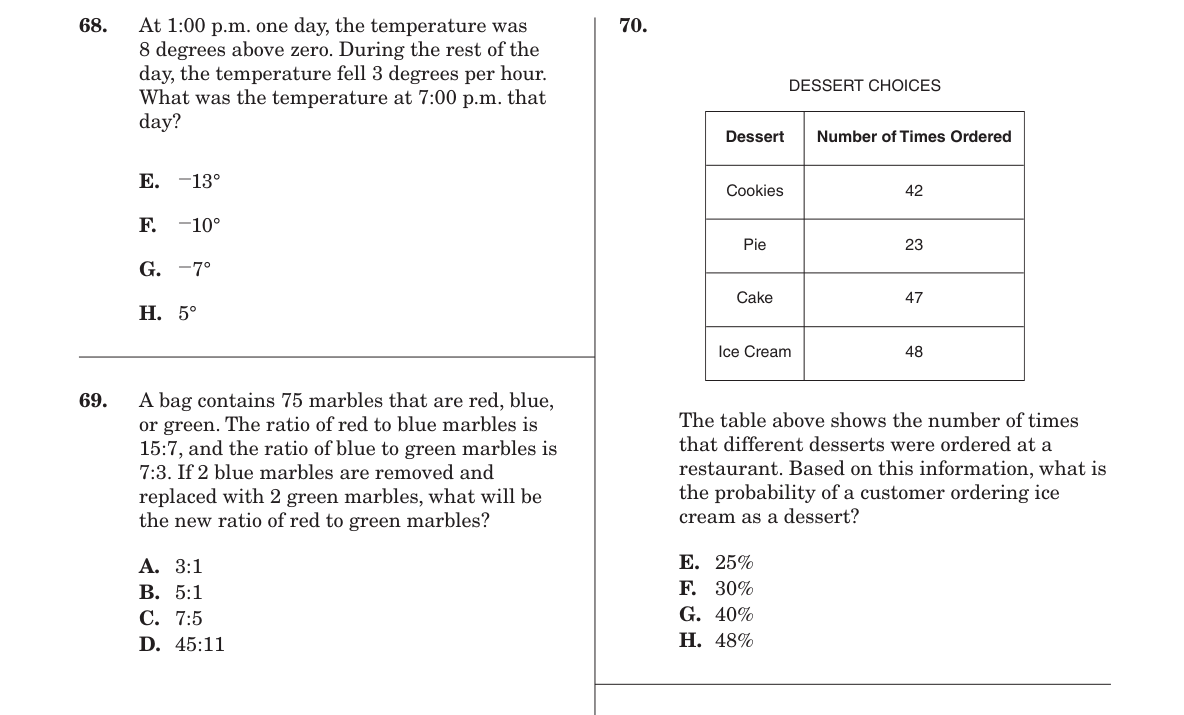 68. At 1:00 p.m. one day, the temperature was
8 degrees above zero. During the rest of the
day, the temperature fell 3 degrees per hour.
What was the temperature at 7:00 p.m. that
day?
E. −13°
F. −10°
G. −7°
H. 5°
69. A bag contains 75 marbles that are red, blue,
or green. The ratio of red to blue marbles is
15:7, and the ratio of blue to green marbles is
7:3. If 2 blue marbles are removed and
replaced with 2 green marbles, what will be
the new ratio of red to green marbles?
A. 3:1
B. 5:1
C. 7:5
D. 45:11
70.
DESSERT CHOICES
Dessert Number of Times Ordered
Cookies 42
Pie 23
Cake 47
Ice Cream 48
The table above shows the number of times
that different desserts were ordered at a
restaurant. Based on this information, what is
the probability of a customer ordering ice
cream as a dessert?
E. 25%
F. 30%
G. 40%
H. 48%